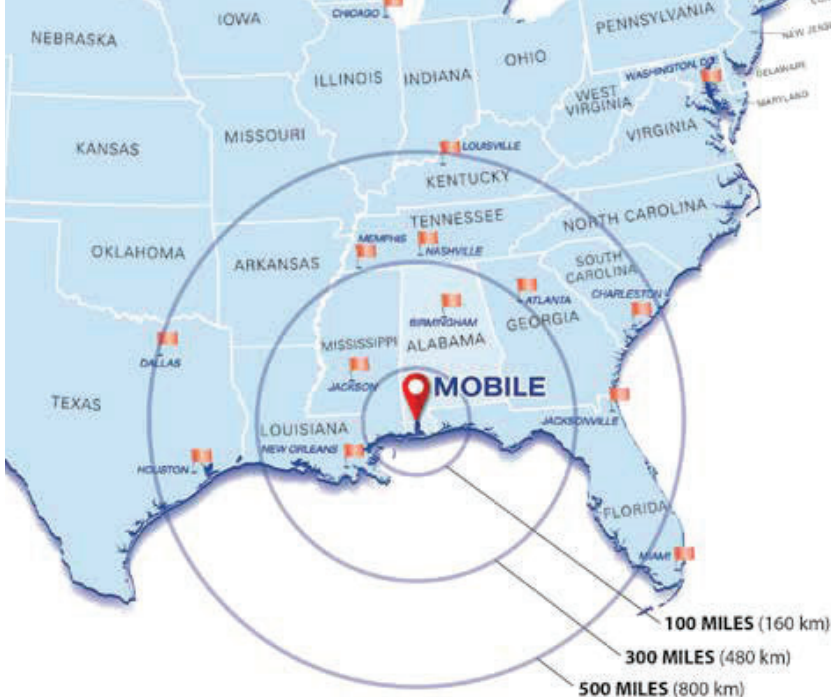 CHICAGO
IOWA
NEBRASKA
PENNSYLVANIA
OHIO
ILLINOIS
INDIANA
WASHINGTON, DC
DELAWARE
WEST
VIRGINIA
MARYLAND
MISSOURI
KANSAS
VIRGINIA
LOUISVILLE
KENTUCKY
NORTH CAROLINA
TENNESSEE
MEMPHIS
NASHVILLE
OKLAHOMA
ARKANSAS
SOUTH
CAROLINA
CHARLESTON
ATLANTA
GEORGIA
BIRMINGHAM
ALABAMA
MISSISSIPPI
DALLAS
JACKSON
MOBILE
TEXAS
LOUISIANA
JACKSONVILLE
NEW ORLEANS
HOUSTON
FLORIDA
MIAMI
100 MILES (160 km)
300 MILES (480 km)
500 MILES (800 km)